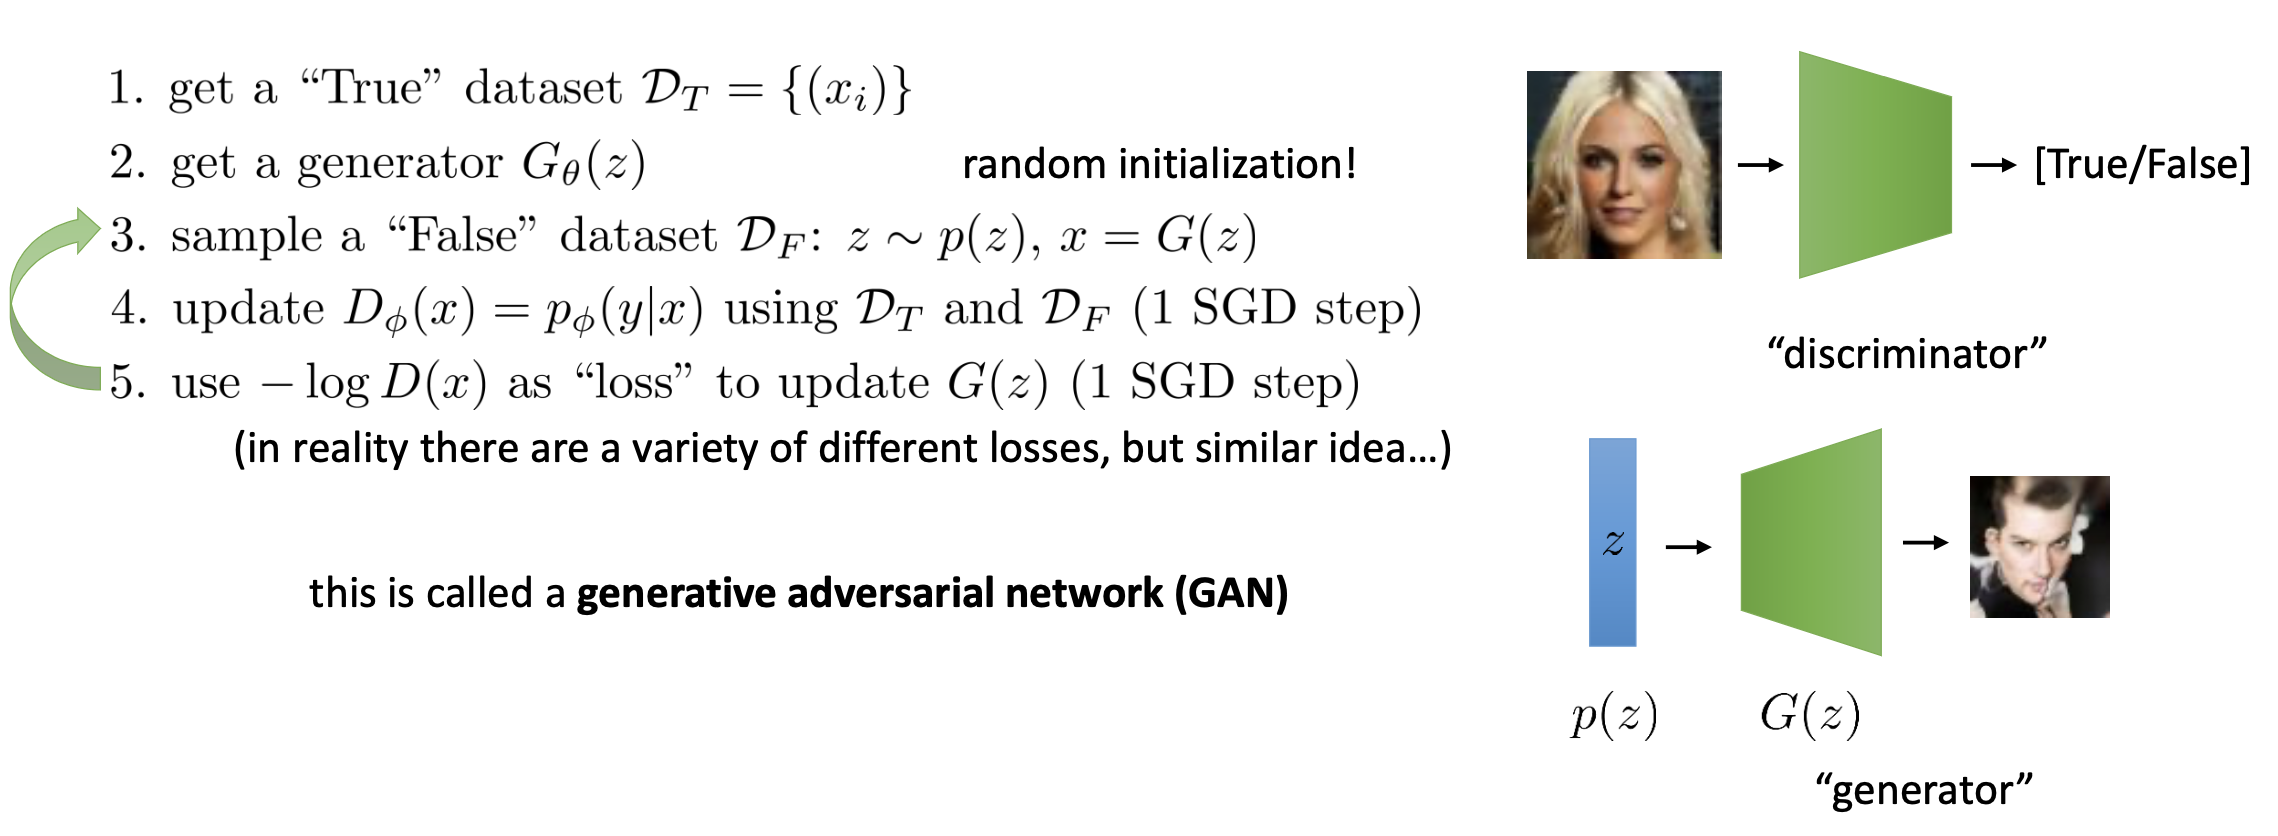 1. get a “True” dataset $\mathcal{D}_T = \{(x_i)\}$
2. get a generator $G_\theta(z)$ random initialization!
3. sample a “False” dataset $\mathcal{D}_F$: $z \sim p(z)$, $x = G(z)$
4. update $D_\phi(x) = p_\phi(y|x)$ using $\mathcal{D}_T$ and $\mathcal{D}_F$ (1 SGD step)
5. use $-\log D(x)$ as “loss” to update $G(z)$ (1 SGD step)
(in reality there are a variety of different losses, but similar idea...)
this is called a generative adversarial network (GAN)
[True/False]
“discriminator”
$z$
$p(z)$ $G(z)$
“generator”